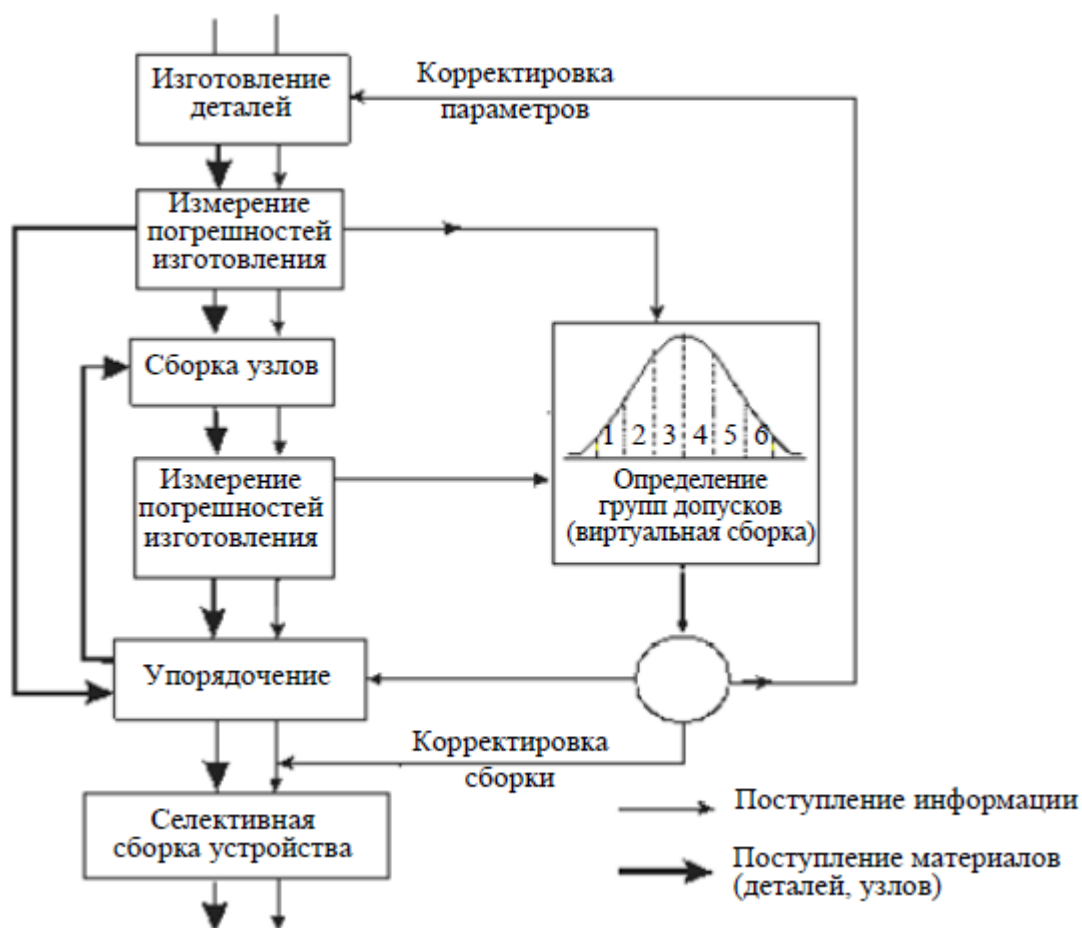 Изготовление
деталей
Корректировка
параметров
Измерение
погрешностей
изготовления
Сборка узлов
1 2 3 4 5 6
Определение
групп допусков
(виртуальная сборка)
Измерение
погрешностей
изготовления
Упорядочение
Корректировка
сборки
Селективная
сборка устройства
Поступление информации
Поступление материалов
(деталей, узлов)